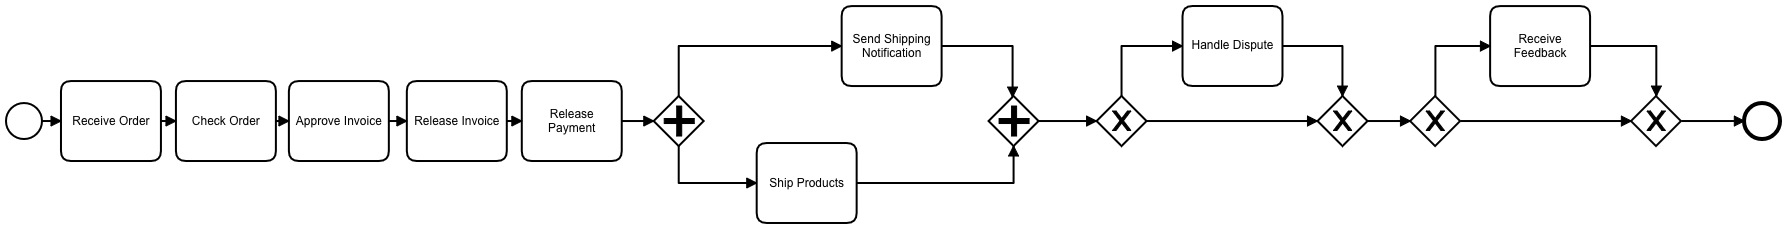 Receive Order
Check Order
Approve Invoice
Release Invoice
Release
Payment
Send Shipping
Notification
Ship Products
Handle Dispute
Receive
Feedback